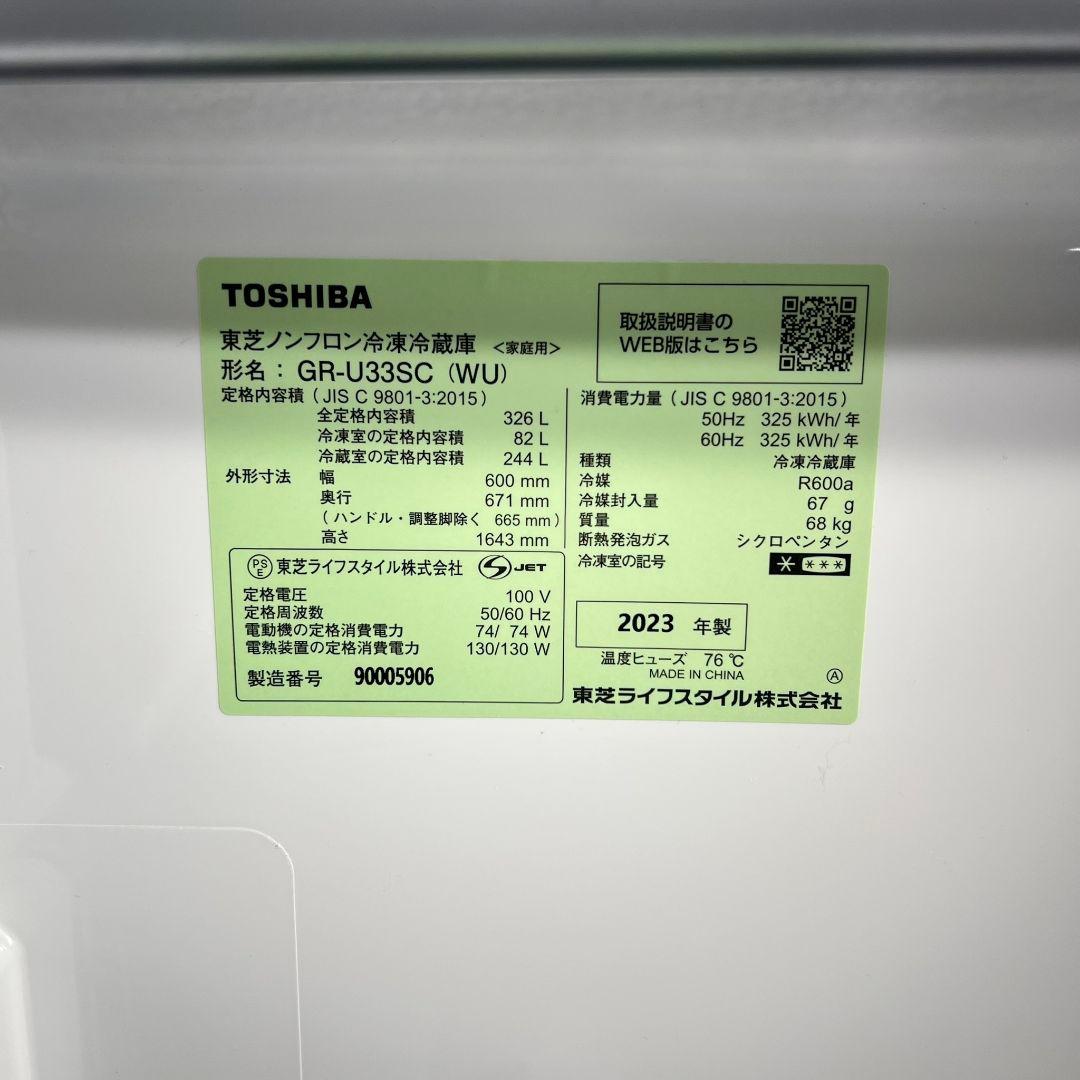 TOSHIBA
東芝ノンフロン冷凍冷蔵庫 <家庭用>
形名： GR-U33SC (WU)
取扱説明書の
WEB版はこちら
定格内容積 ( JIS C 9801-3:2015 )
全定格内容積 326 L
冷凍室の定格内容積 82 L
冷蔵室の定格内容積 244 L
外形寸法 幅 600 mm
奥行 671 mm
( ハンドル・調整脚除く 665 mm )
高さ 1643 mm
PSE 東芝ライフスタイル株式会社 S JET
定格電圧 100 V
定格周波数 50/60 Hz
電動機の定格消費電力 74/ 74 W
電熱装置の定格消費電力 130/130 W
製造番号 90005906
消費電力量 ( JIS C 9801-3:2015 )
50Hz 325 kWh/年
60Hz 325 kWh/年
種類 冷凍冷蔵庫
冷媒 R600a
冷媒封入量 67 g
質量 68 kg
断熱発泡ガス シクロペンタン
冷凍室の記号 * ***
2023 年製
温度ヒューズ 76 ℃
MADE IN CHINA Ⓐ
東芝ライフスタイル株式会社